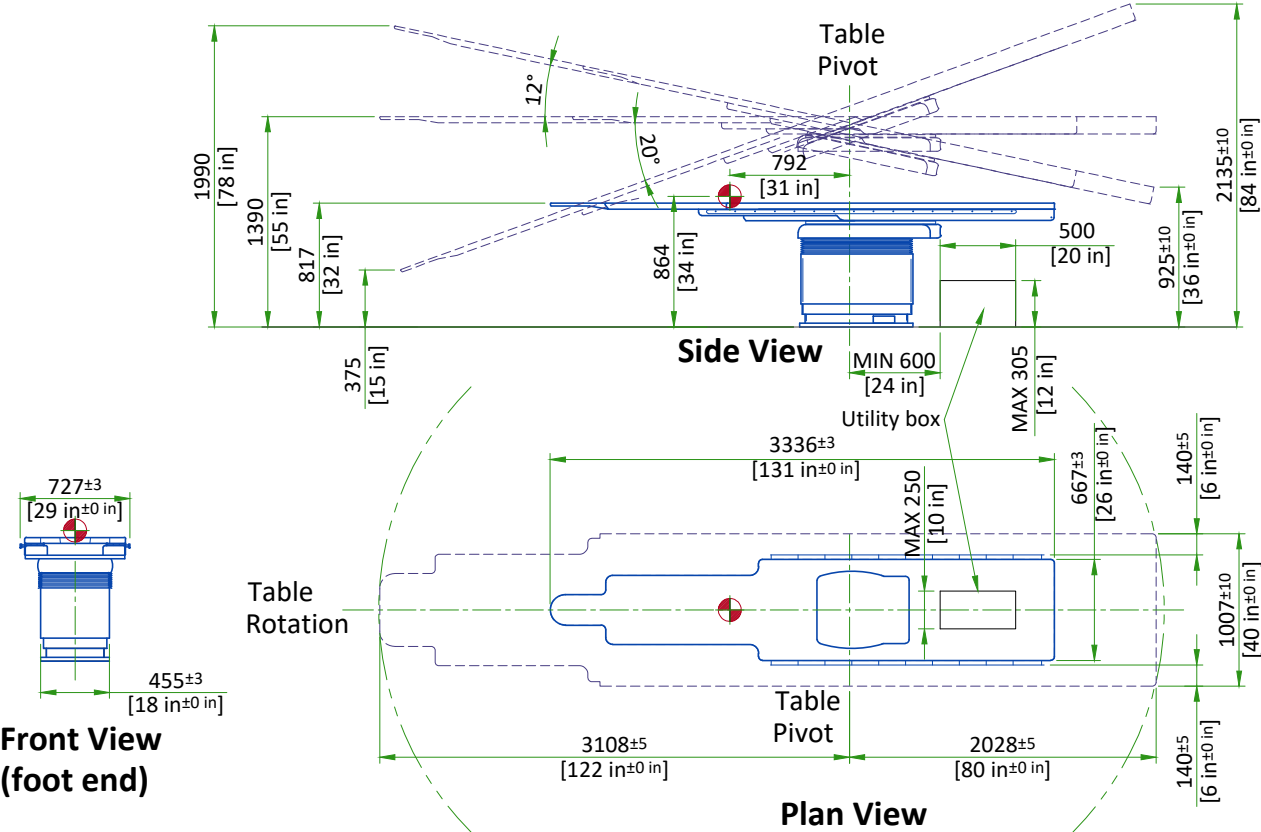 Table
Pivot
12°
20°
1990
[78 in]
1390
[55 in]
817
[32 in]
375
[15 in]
792
[31 in]
864
[34 in]
500
[20 in]
925±10
[36 in±0 in]
2135±10
[84 in±0 in]
Side View
MIN 600
[24 in]
MAX 305
[12 in]
Utility box
3336±3
[131 in±0 in]
MAX 250
[10 in]
667±3
[26 in±0 in]
140±5
[6 in±0 in]
727±3
[29 in±0 in]
Table
Rotation
1007±10
[40 in]
455±3
[18 in±0 in]
Front View
(foot end)
Table
Pivot
3108±5
[122 in±0 in]
2028±5
[80 in±0 in]
140±5
[6 in±0 in]
Plan View